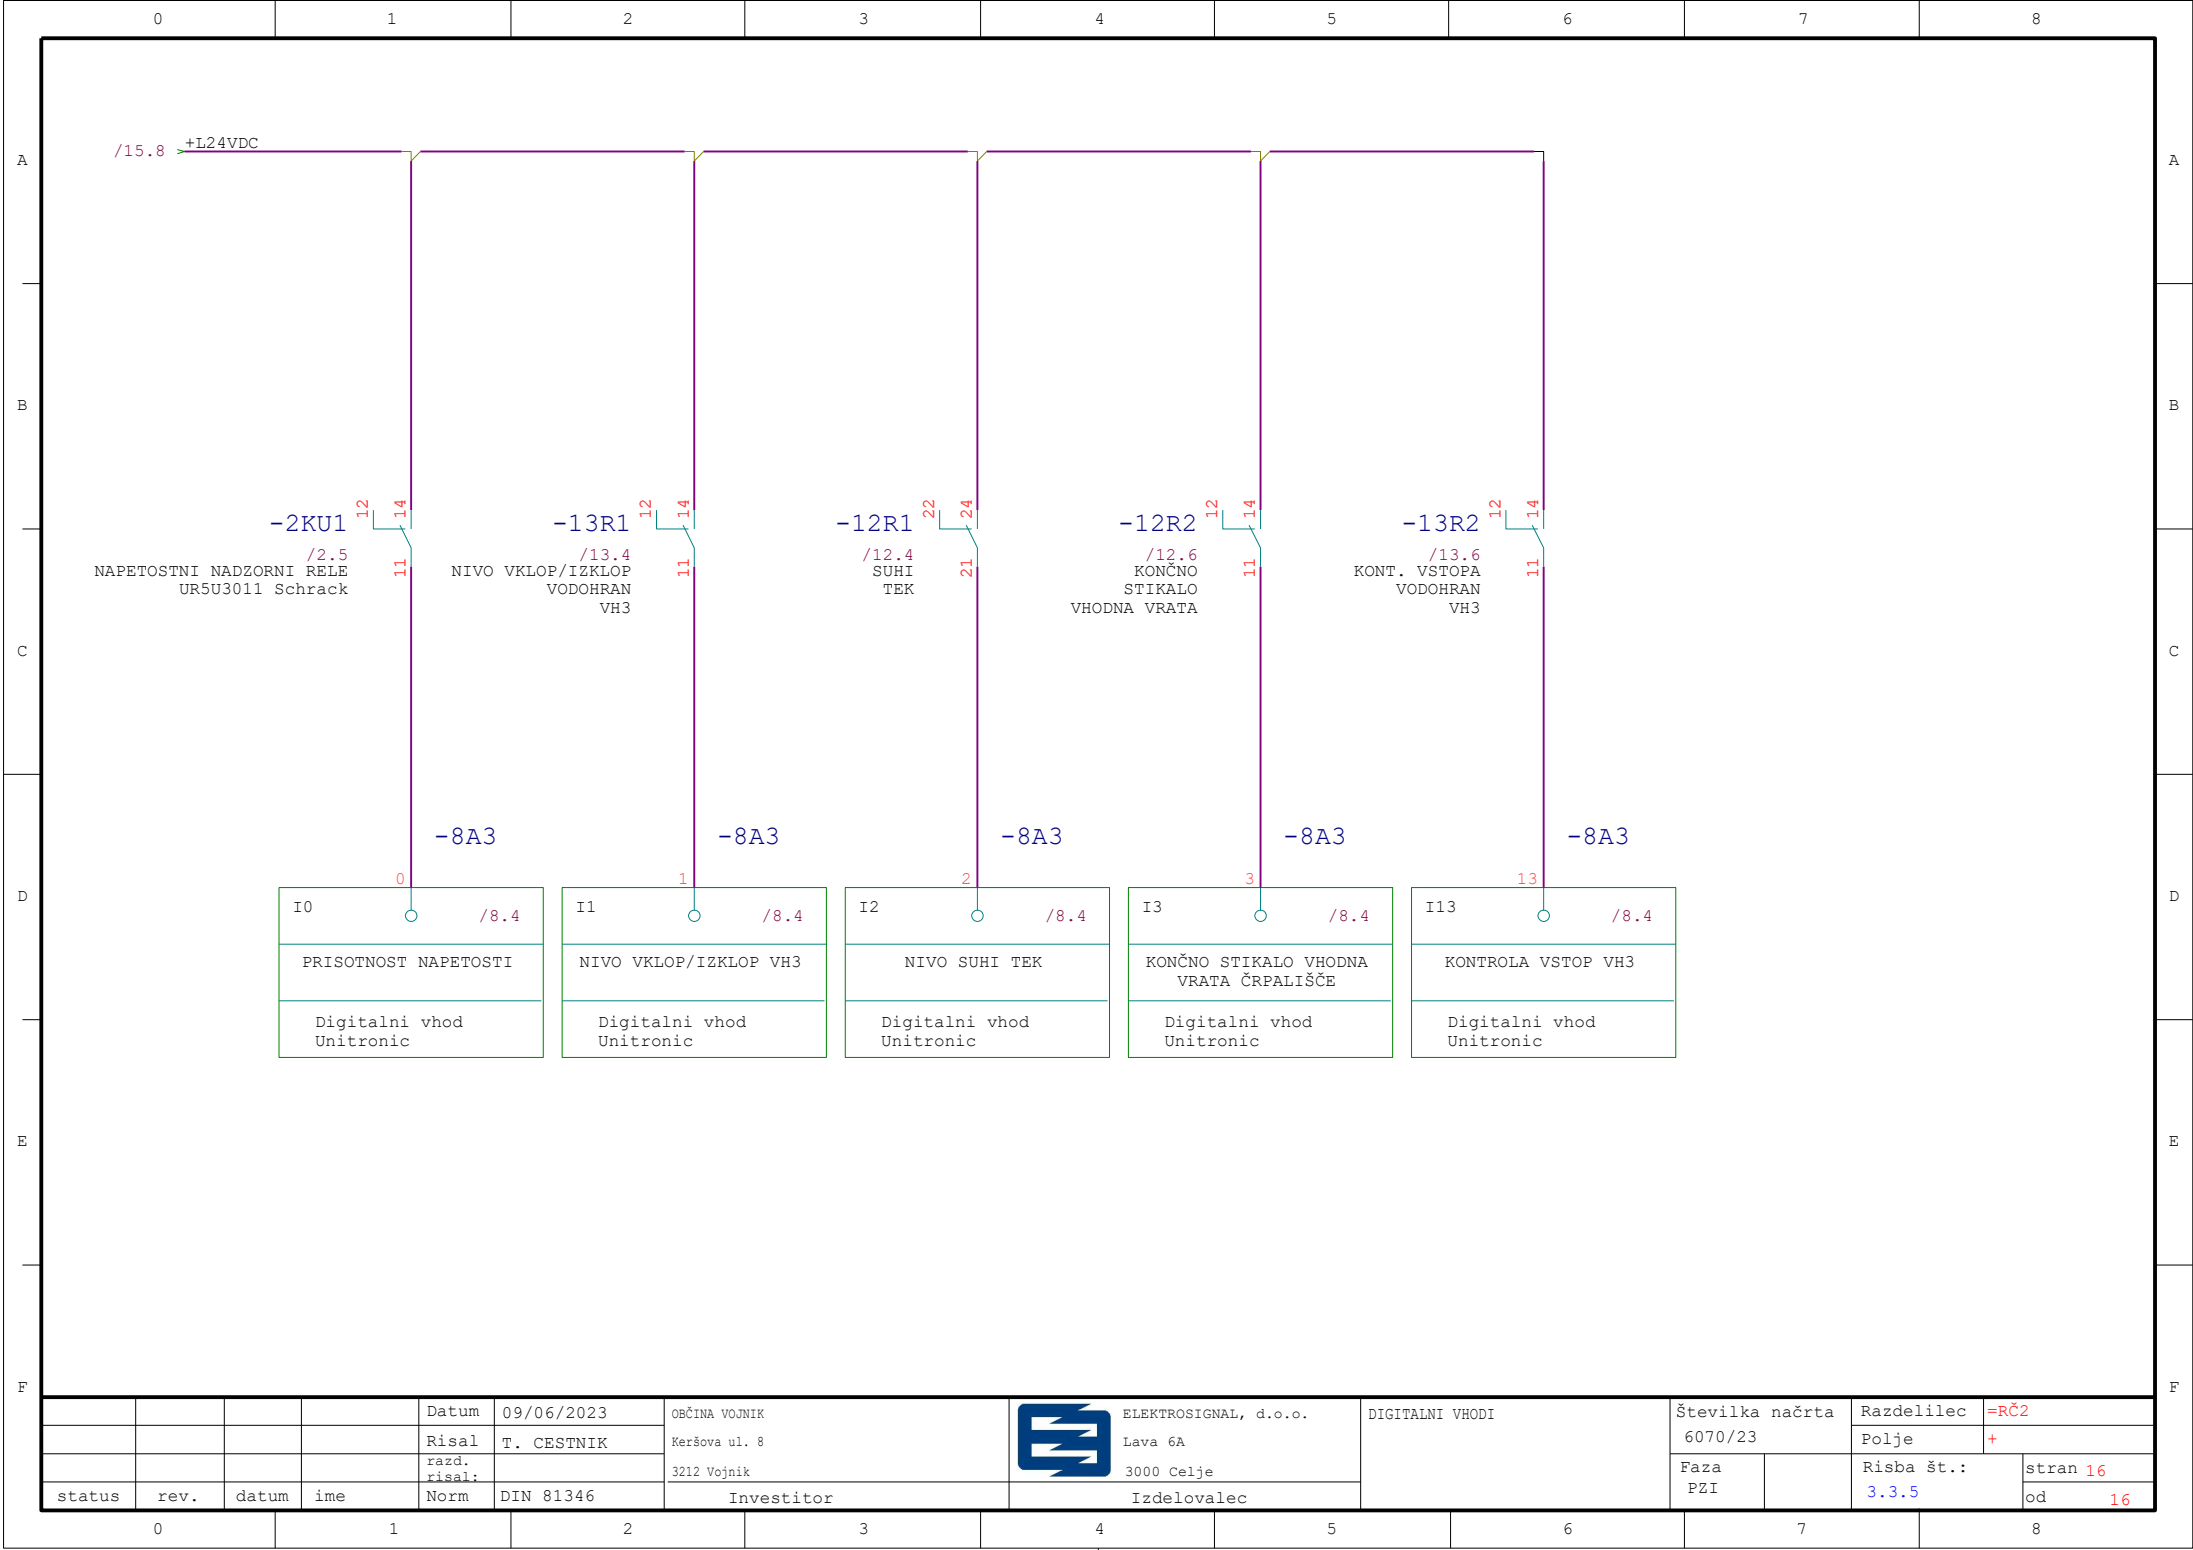 0 1 2 3 4 5 6 7 8
A A
/15.8 +L24VDC
B B
-2KU1 12 14 11
/2.5
NAPETOSTNI NADZORNI RELE
UR5U3011 Schrack
-13R1 12 14 11
/13.4
NIVO VKLOP/IZKLOP
VODOHRAN
VH3
-12R1 22 24 21
/12.4
SUHI
TEK
-12R2 12 14 11
/12.6
KONČNO
STIKALO
VHODNA VRATA
-13R2 12 14 11
/13.6
KONT. VSTOPA
VODOHRAN
VH3
C C
-8A3 -8A3 -8A3 -8A3 -8A3
0 1 2 3 13
D D
I0 /8.4
PRISOTNOST NAPETOSTI
Digitalni vhod
Unitronic
I1 /8.4
NIVO VKLOP/IZKLOP VH3
Digitalni vhod
Unitronic
I2 /8.4
NIVO SUHI TEK
Digitalni vhod
Unitronic
I3 /8.4
KONČNO STIKALO VHODNA
VRATA ČRPALIŠČE
Digitalni vhod
Unitronic
I13 /8.4
KONTROLA VSTOP VH3
Digitalni vhod
Unitronic
E E
F F
status rev. datum ime
Datum 09/06/2023
Risal T. CESTNIK
razd.
risal:
Norm DIN 81346
OBČINA VOJNIK
Keršova ul. 8
3212 Vojnik
Investitor
ELEKTROSIGNAL, d.o.o.
Lava 6A
3000 Celje
Izdelovalec
DIGITALNI VHODI
Številka načrta
6070/23
Faza
PZI
Razdelilec =RČ2
Polje +
Risba št.:
3.3.5
stran 16
od 16
0 1 2 3 4 5 6 7 8